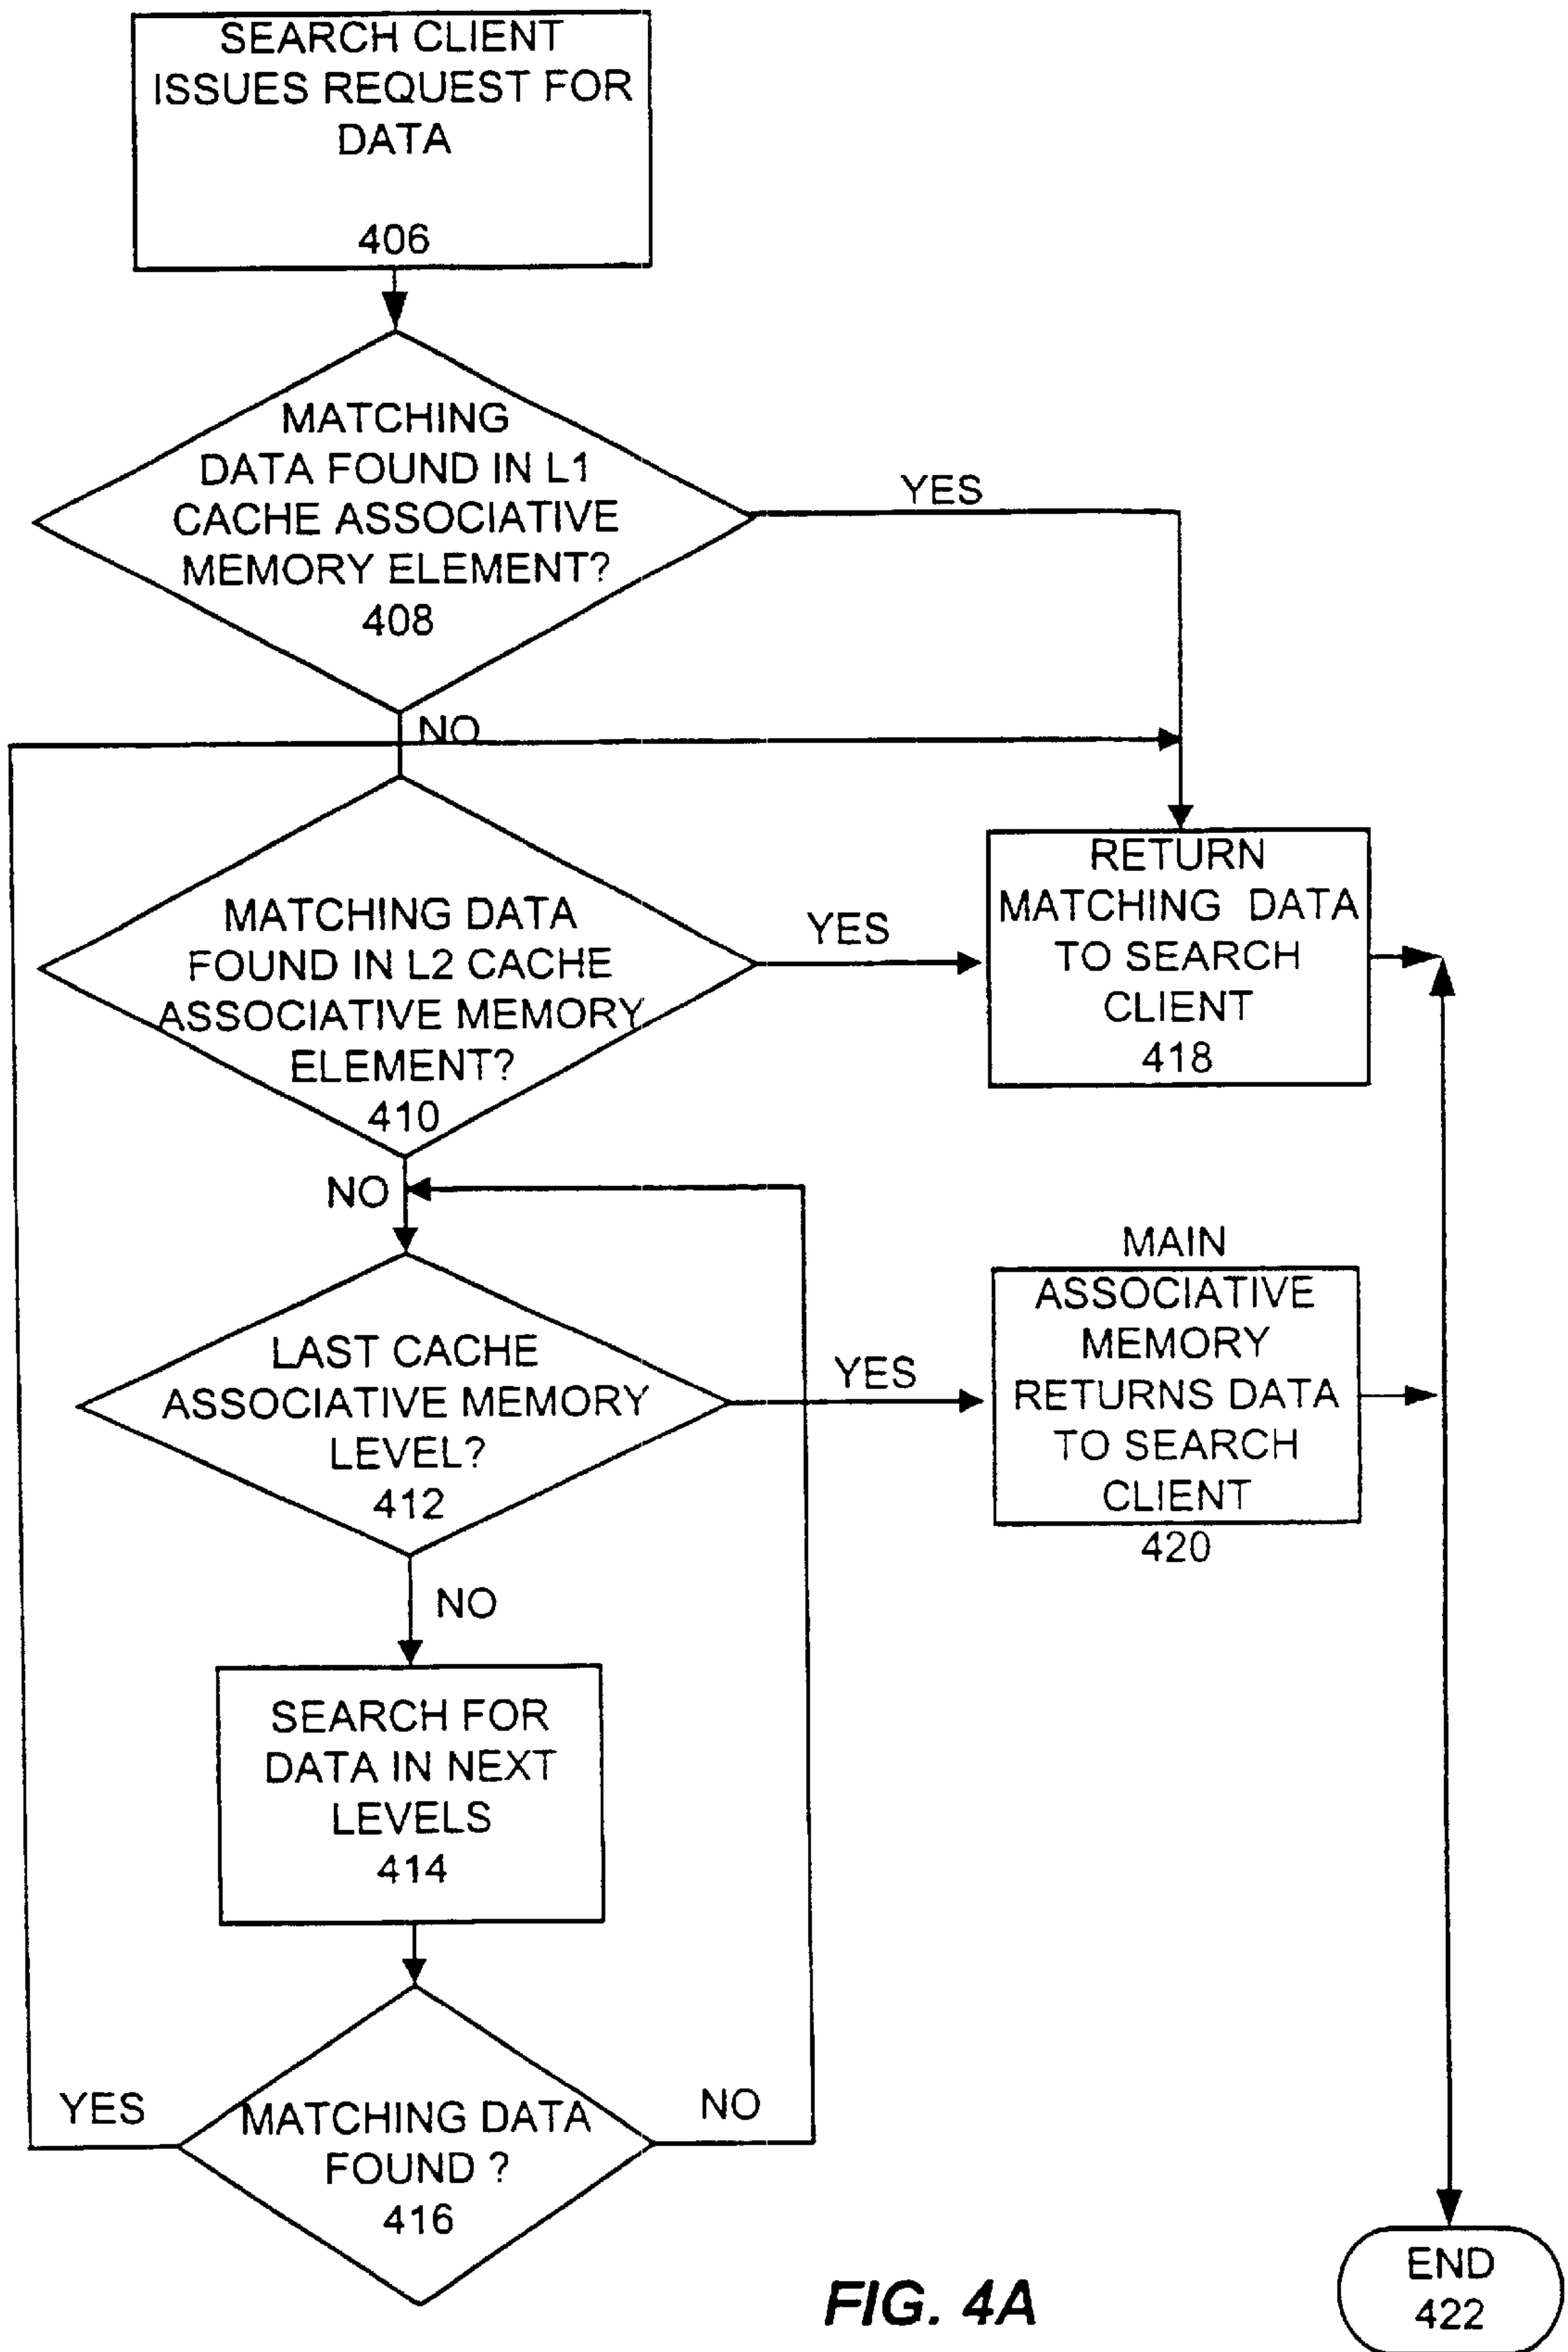 SEARCH CLIENT
ISSUES REQUEST FOR
DATA
406
MATCHING
DATA FOUND IN L1
CACHE ASSOCIATIVE
MEMORY ELEMENT?
408
YES
NO
MATCHING DATA
FOUND IN L2 CACHE
ASSOCIATIVE MEMORY
ELEMENT?
410
YES
RETURN
MATCHING DATA
TO SEARCH
CLIENT
418
NO
LAST CACHE
ASSOCIATIVE MEMORY
LEVEL?
412
YES
MAIN
ASSOCIATIVE
MEMORY
RETURNS DATA
TO SEARCH
CLIENT
420
NO
SEARCH FOR
DATA IN NEXT
LEVELS
414
YES
MATCHING DATA
FOUND ?
416
NO
END
422
FIG. 4A